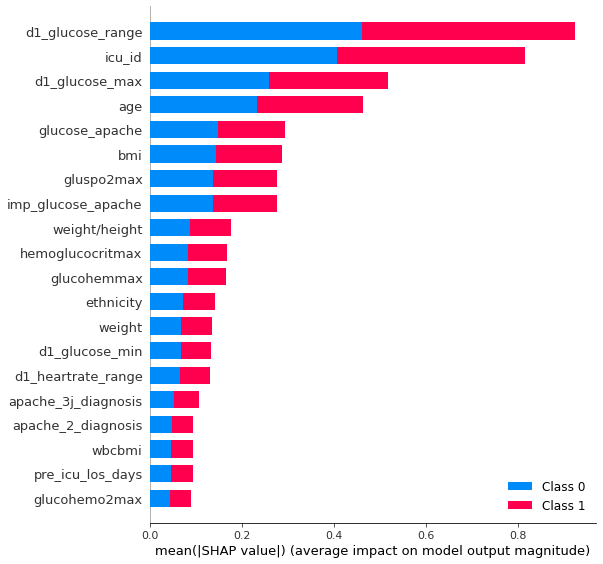 d1_glucose_range
icu_id
d1_glucose_max
age
glucose_apache
bmi
gluspo2max
imp_glucose_apache
weight/height
hemoglucocritmax
glucohemmax
ethnicity
weight
d1_glucose_min
d1_heartrate_range
apache_3j_diagnosis
apache_2_diagnosis
wbcbmi
pre_icu_los_days
glucohemo2max
Class 0
Class 1
0.0 0.2 0.4 0.6 0.8
mean(|SHAP value|) (average impact on model output magnitude)